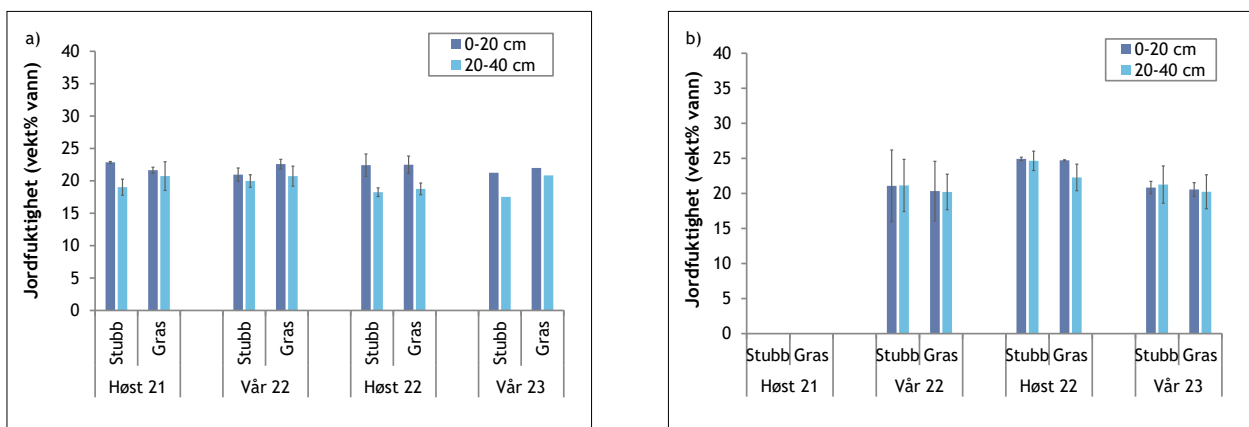 a)
0-20 cm
20-40 cm
Jordfuktighet (vekt% vann)
40
35
30
25
20
15
10
5
0
Stubb Gras Stubb Gras Stubb Gras Stubb Gras
Høst 21 Vår 22 Høst 22 Vår 23
b)
0-20 cm
20-40 cm
Jordfuktighet (vekt% vann)
40
35
30
25
20
15
10
5
0
Stubb Gras Stubb Gras Stubb Gras Stubb Gras
Høst 21 Vår 22 Høst 22 Vår 23